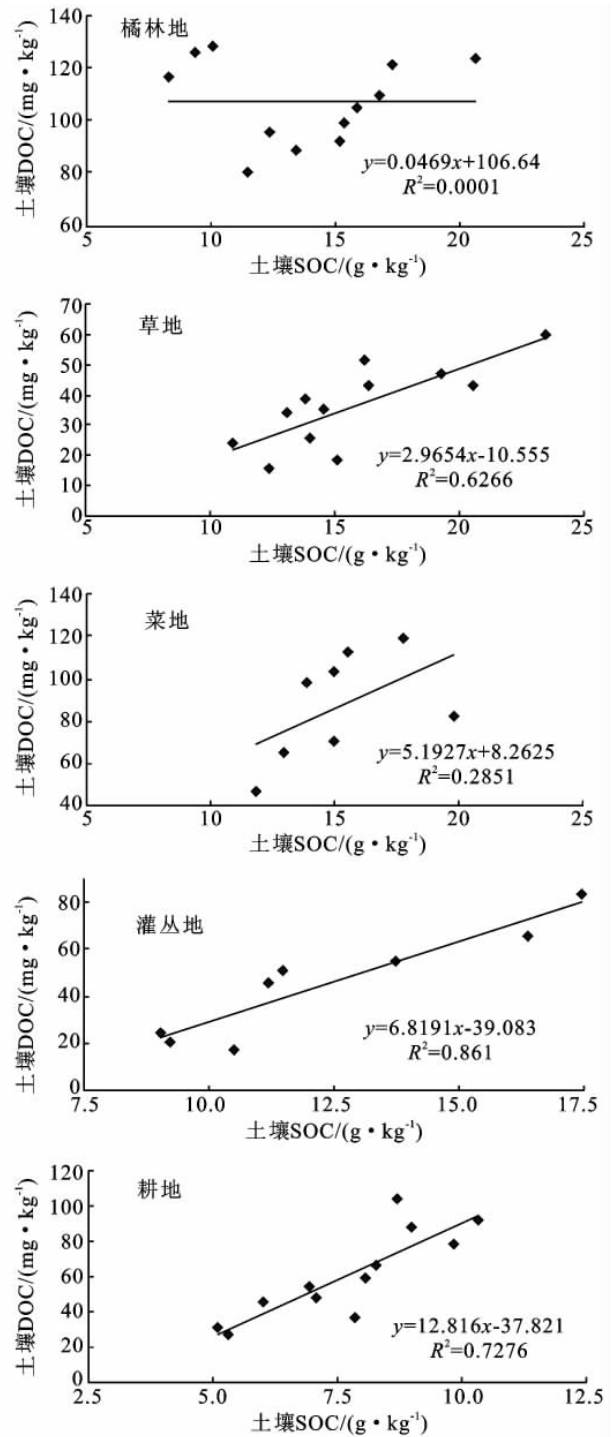 140
橘林地
120
100
80
60
土壤DOC/(mg·kg⁻¹)
y=0.0469x+106.64
R²=0.0001
5 10 15 20 25
土壤SOC/(g·kg⁻¹)
70
草地
60
50
40
30
20
10
0
土壤DOC/(mg·kg⁻¹)
y=2.9654x-10.555
R²=0.6266
5 10 15 20 25
土壤SOC/(g·kg⁻¹)
140
菜地
120
100
80
60
40
土壤DOC/(mg·kg⁻¹)
y=5.1927x+8.2625
R²=0.2851
5 10 15 20 25
土壤SOC/(g·kg⁻¹)
80
灌丛地
60
40
20
0
土壤DOC/(mg·kg⁻¹)
y=6.8191x-39.083
R²=0.861
7.5 10.0 12.5 15.0 17.5
土壤SOC/(g·kg⁻¹)
120
耕地
100
80
60
40
20
0
土壤DOC/(mg·kg⁻¹)
y=12.816x-37.821
R²=0.7276
2.5 5.0 7.5 10.0 12.5
土壤SOC/(g·kg⁻¹)